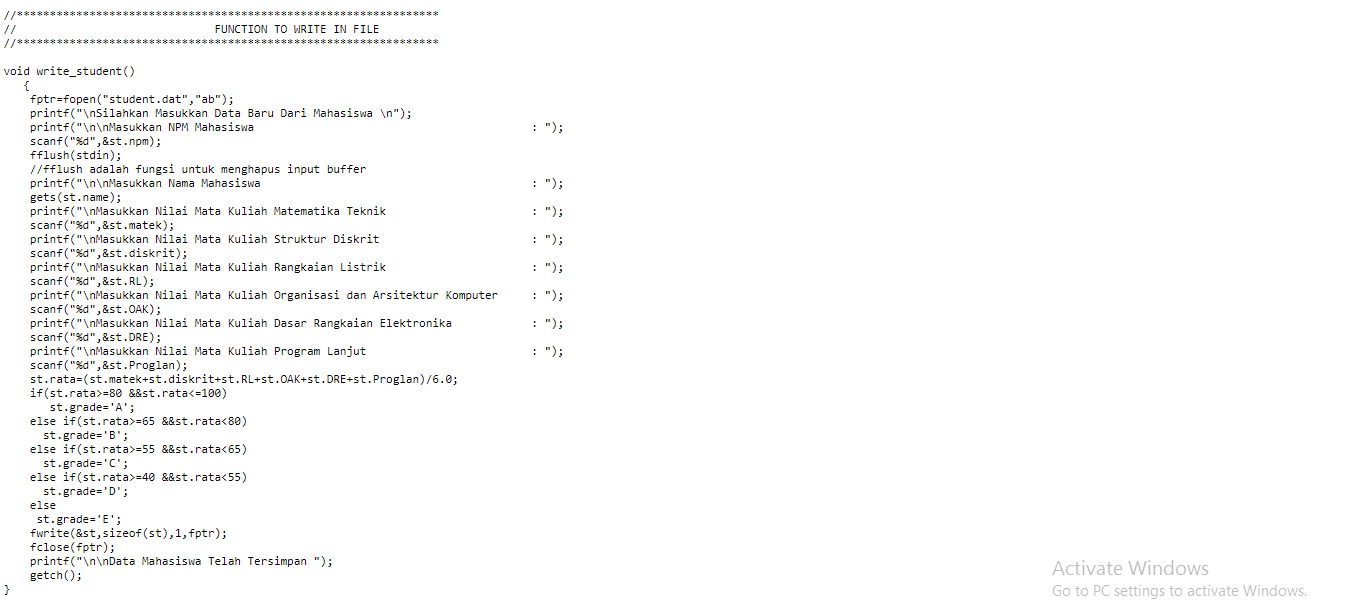 //****************************************************************
//                              FUNCTION TO WRITE IN FILE
//****************************************************************
void write_student()
   {
    fptr=fopen("student.dat","ab");
    printf("\nSilahkan Masukkan Data Baru Dari Mahasiswa \n");
    printf("\n\nMasukkan NPM Mahasiswa                                          : ");
    scanf("%d",&st.npm);
    fflush(stdin);
    //fflush adalah fungsi untuk menghapus input buffer
    printf("\n\nMasukkan Nama Mahasiswa                                         : ");
    gets(st.name);
    printf("\nMasukkan Nilai Mata Kuliah Matematika Teknik                      : ");
    scanf("%d",&st.matek);
    printf("\nMasukkan Nilai Mata Kuliah Struktur Diskrit                       : ");
    scanf("%d",&st.diskrit);
    printf("\nMasukkan Nilai Mata Kuliah Rangkaian Listrik                      : ");
    scanf("%d",&st.RL);
    printf("\nMasukkan Nilai Mata Kuliah Organisasi dan Arsitektur Komputer     : ");
    scanf("%d",&st.OAK);
    printf("\nMasukkan Nilai Mata Kuliah Dasar Rangkaian Elektronika            : ");
    scanf("%d",&st.DRE);
    printf("\nMasukkan Nilai Mata Kuliah Program Lanjut                         : ");
    scanf("%d",&st.Proglan);
    st.rata=(st.matek+st.diskrit+st.RL+st.OAK+st.DRE+st.Proglan)/6.0;
    if(st.rata>=80 &&st.rata<=100)
       st.grade='A';
    else if(st.rata>=65 &&st.rata<80)
      st.grade='B';
    else if(st.rata>=55 &&st.rata<65)
      st.grade='C';
    else if(st.rata>=40 &&st.rata<55)
      st.grade='D';
    else
     st.grade='E';
    fwrite(&st,sizeof(st),1,fptr);
    fclose(fptr);
    printf("\n\nData Mahasiswa Telah Tersimpan ");
    getch();
}
Activate Windows
Go to PC settings to activate Windows.